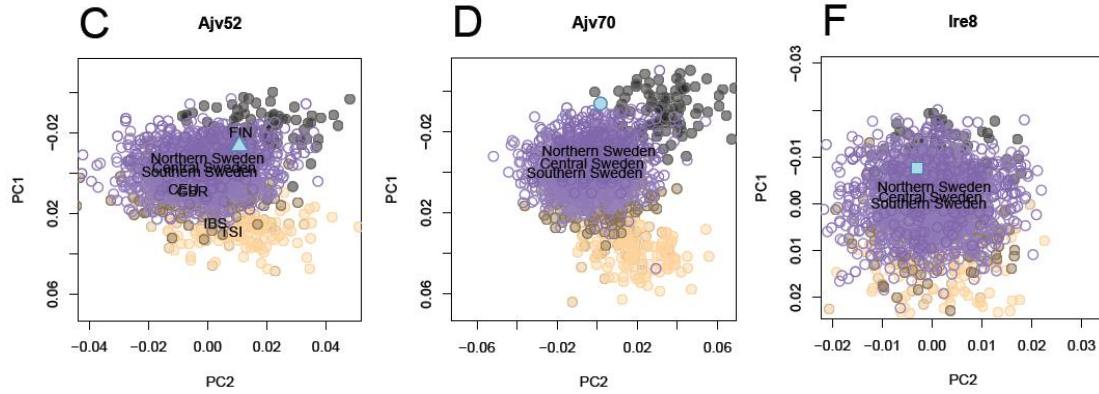 C
Ajv52
PC1
-0.02
0.02
0.06
FIN
Northern Sweden
Central Sweden
Southern Sweden
CEU
GBR
IBS
TSI
-0.04
-0.02
0.00
0.02
0.04
PC2
D
Ajv70
PC1
-0.02
0.02
0.06
Northern Sweden
Central Sweden
Southern Sweden
-0.06
-0.02
0.02
0.06
PC2
F
Ire8
PC1
-0.03
-0.01
0.00
0.01
0.02
Northern Sweden
Central Sweden
Southern Sweden
-0.02
-0.01
0.00
0.01
0.02
0.03
PC2